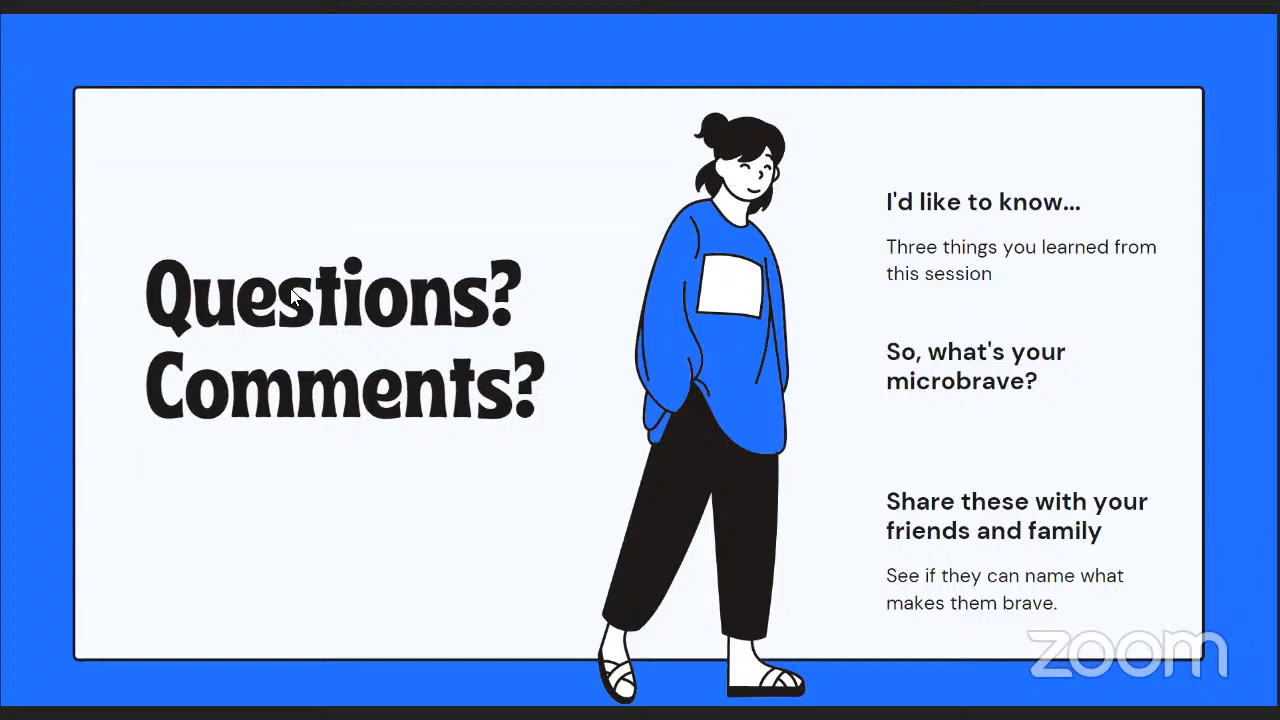 Questions?
Comments?
I'd like to know...
Three things you learned from
this session
So, what's your
microbrave?
Share these with your
friends and family
See if they can name what
makes them brave.
zoom